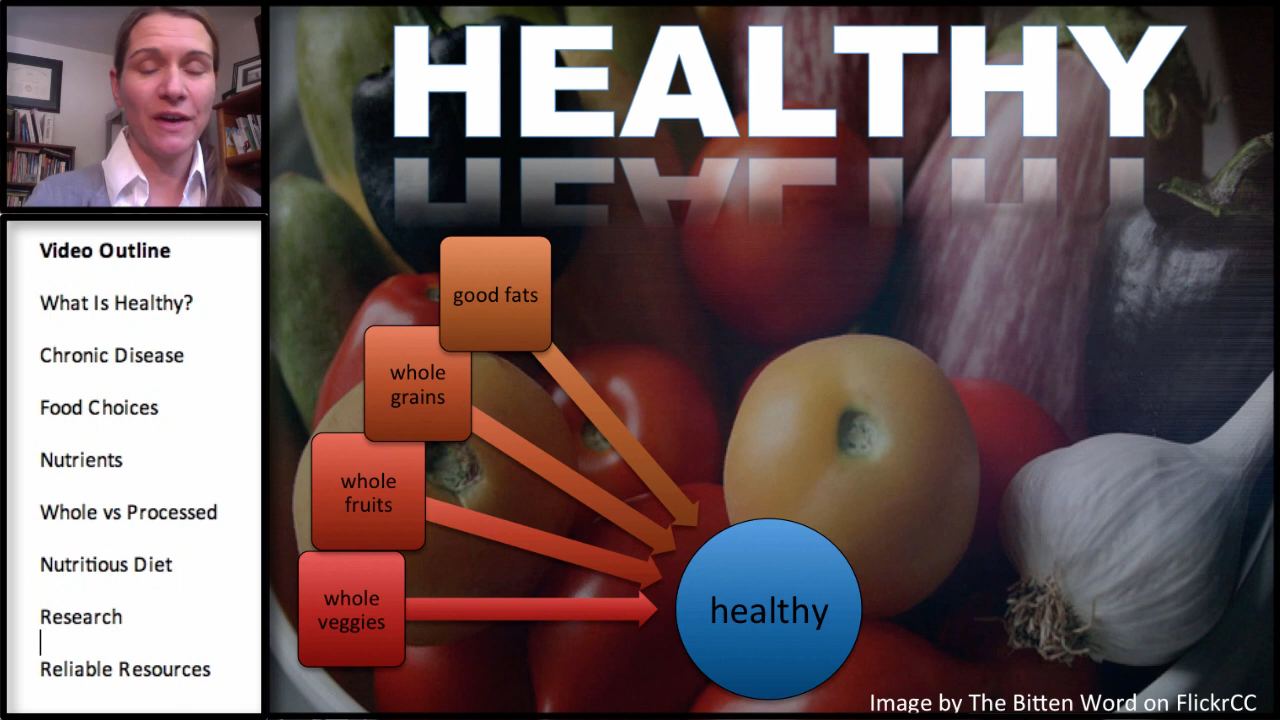 HEALTHY
Video Outline
What Is Healthy?
Chronic Disease
Food Choices
Nutrients
Whole vs Processed
Nutritious Diet
Research
Reliable Resources
good fats
whole
grains
whole
fruits
whole
veggies
healthy
Image by The Bitten Word on FlickrCC